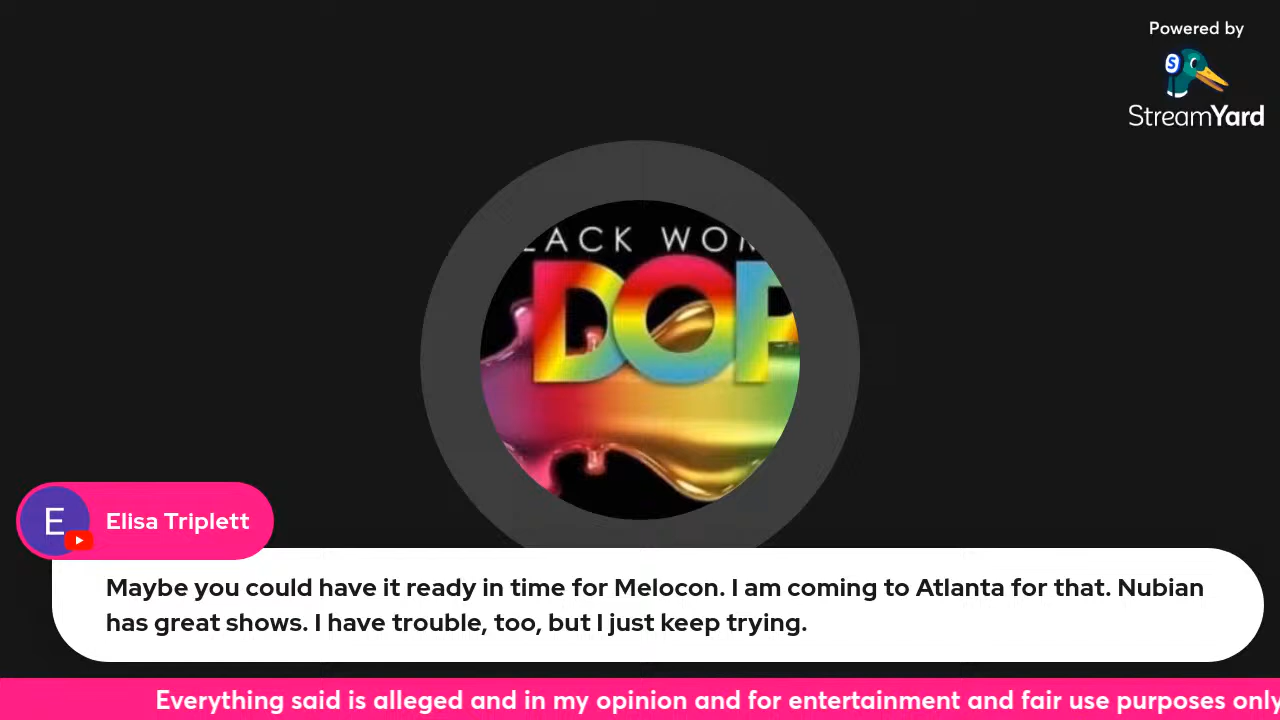 Powered by
S
StreamYard
LACK WOM
DOP
E
Elisa Triplett
Maybe you could have it ready in time for Melocon. I am coming to Atlanta for that. Nubian
has great shows. I have trouble, too, but I just keep trying.
Everything said is alleged and in my opinion and for entertainment and fair use purposes only